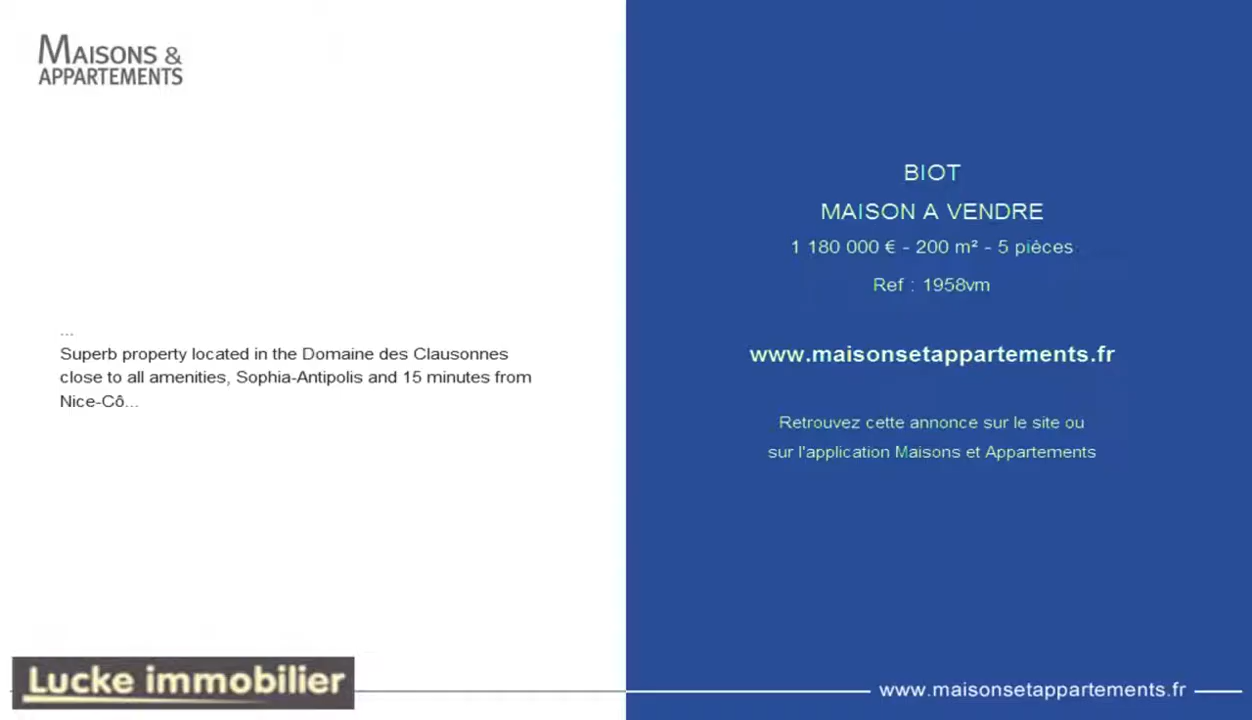 MAISONS &
APPARTEMENTS
...
Superb property located in the Domaine des Clausonnes
close to all amenities, Sophia-Antipolis and 15 minutes from
Nice-Cô...
Lucke immobilier
BIOT
MAISON A VENDRE
1 180 000 € - 200 m² - 5 pièces
Ref : 1958vm
www.maisonsetappartements.fr
Retrouvez cette annonce sur le site ou
sur l'application Maisons et Appartements
www.maisonsetappartements.fr